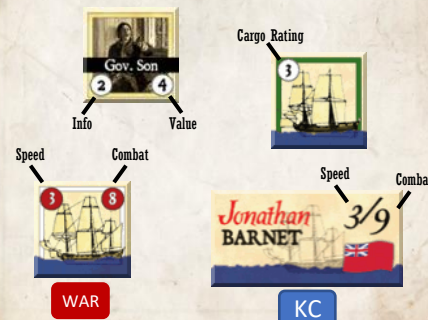 Gov. Son
2 4
Info Value
Cargo Rating
3
Speed Combat
3 8
WAR
Speed Comba
Jonathan 3/9
BARNET
KC